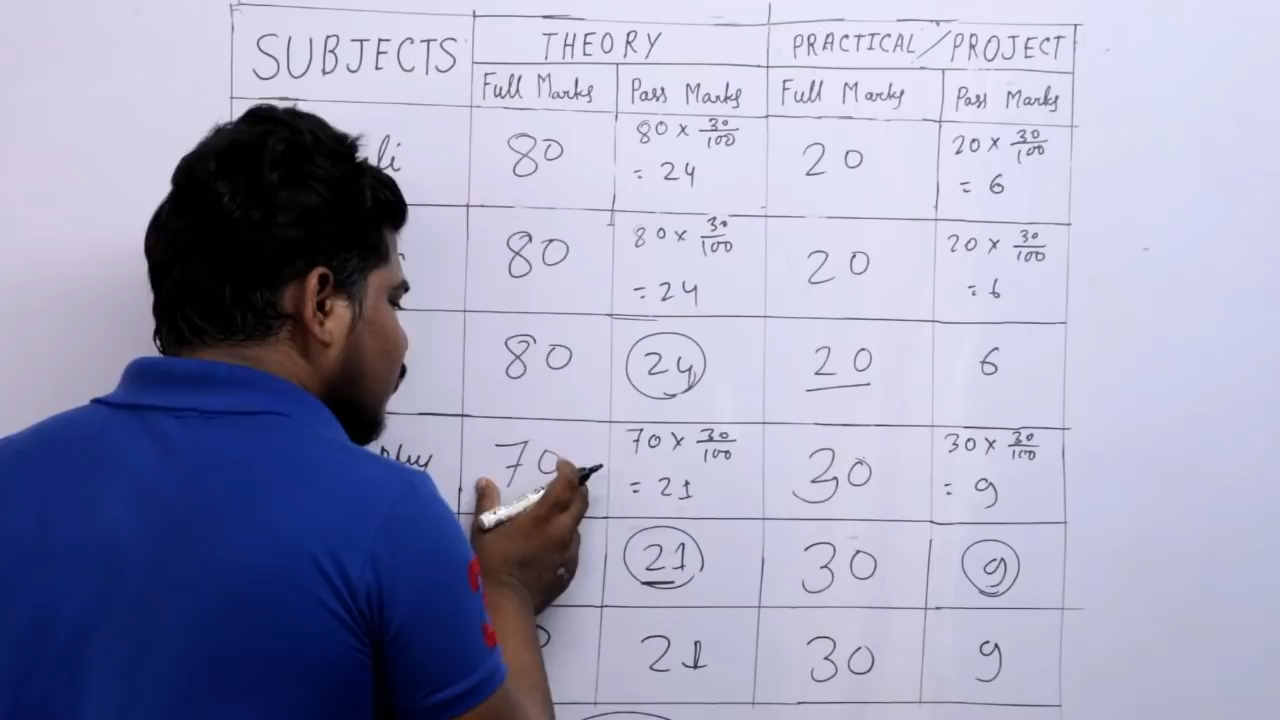 SUBJECTS THEORY PRACTICAL/PROJECT
Full Marks Pass Marks Full Marks Pass Marks
80 80 × 30/100 = 24 20 20 × 30/100 = 6
80 80 × 30/100 = 24 20 20 × 30/100 = 6
80 24 20 6
70 70 × 30/100 = 21 30 30 × 30/100 = 9
21 30 9
21 30 9